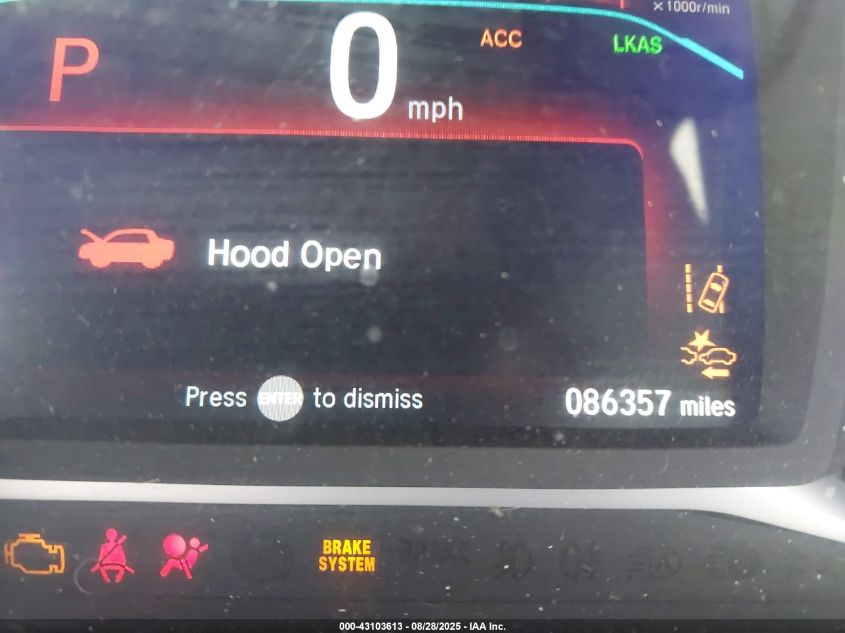 x1000r/min
P
0 mph
ACC
LKAS
Hood Open
Press ENTER to dismiss
086357 miles
BRAKE
SYSTEM
000-43103613 - 08/28/2025 - IAA Inc.